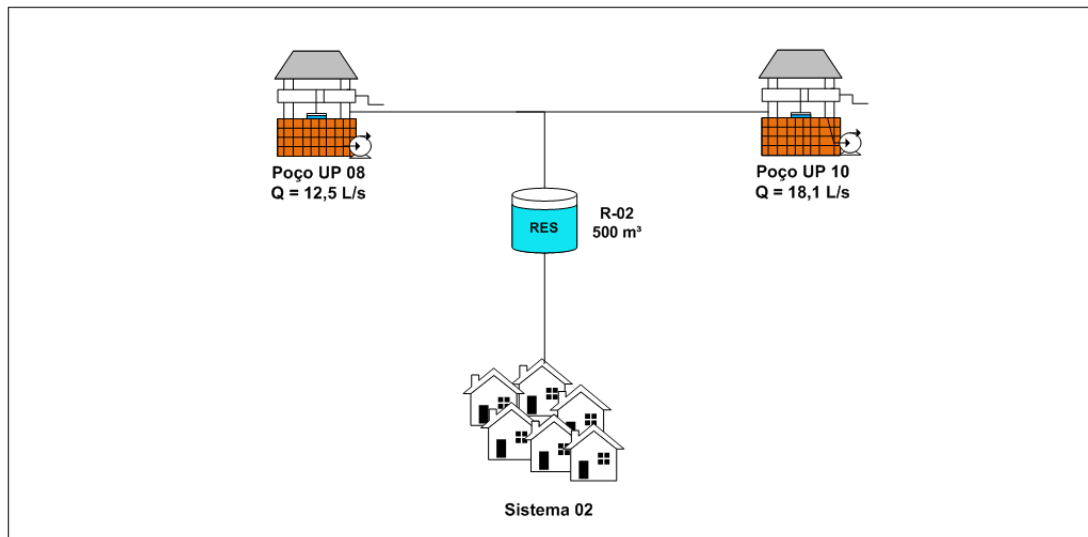 Poço UP 08
Q = 12,5 L/s
Poço UP 10
Q = 18,1 L/s
RES
R-02
500 m³
Sistema 02